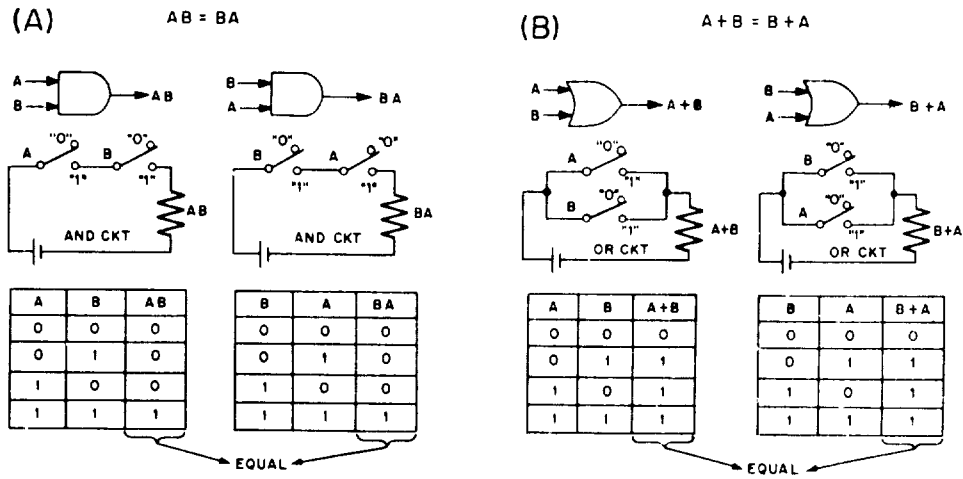 (A) AB = BA
A
B
AB
B
A
BA
A "0" "1" B "0" "1"
AB
AND CKT
B "0" "1" A "0" "1"
BA
AND CKT
A B AB
0 0 0
0 1 0
1 0 0
1 1 1
B A BA
0 0 0
0 1 0
1 0 0
1 1 1
EQUAL
(B) A+B = B+A
A
B
A+B
B
A
B+A
A "0" "1"
B "0" "1"
A+B
OR CKT
B "0" "1"
A "0" "1"
B+A
OR CKT
A B A+B
0 0 0
0 1 1
1 0 1
1 1 1
B A B+A
0 0 0
0 1 1
1 0 1
1 1 1
EQUAL